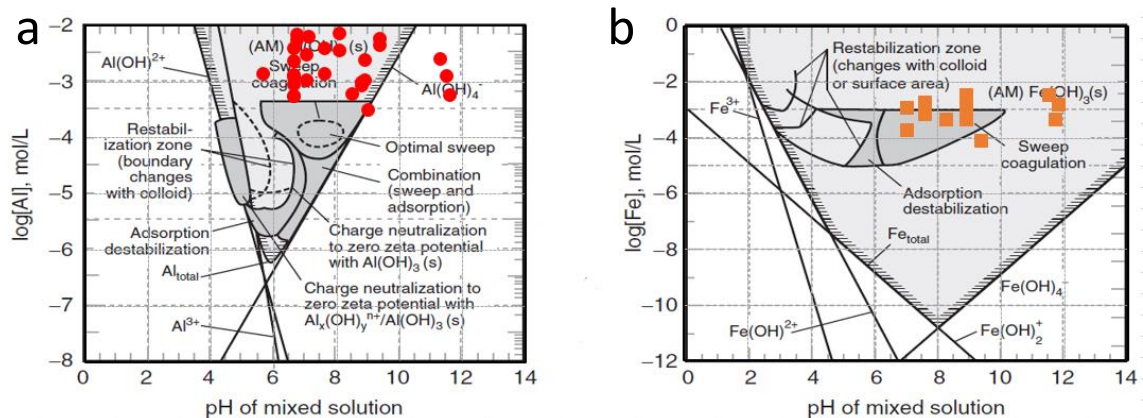 a
-2
-3
-4
-5
-6
-7
-8
0
2
4
6
8
10
12
14
log[Al], mol/L
pH of mixed solution
Al(OH)²⁺
(AM)
(s)
Sweep
Al(OH)₄⁻
Restabil-
ization zone
(boundary
changes
with colloid)
Optimal sweep
Combination
(sweep and
adsorption)
Adsorption
destabilization
Charge neutralization
to zero zeta potential
with Al(OH)₃ (s)
Al_total
Charge neutralization to
zero zeta potential with
Alₓ(OH)ᵧⁿ⁺/Al(OH)₃ (s)
Al³⁺
b
0
-2
-4
-6
-8
-10
-12
0
2
4
6
8
10
12
14
log[Fe], mol/L
pH of mixed solution
Restabilization zone
(changes with colloid
or surface area)
Fe³⁺
(AM) Fe(OH)₃(s)
Sweep
coagulation
Adsorption
destabilization
Fe_total
Fe(OH)₄⁻
Fe(OH)²⁺
Fe(OH)₂⁺